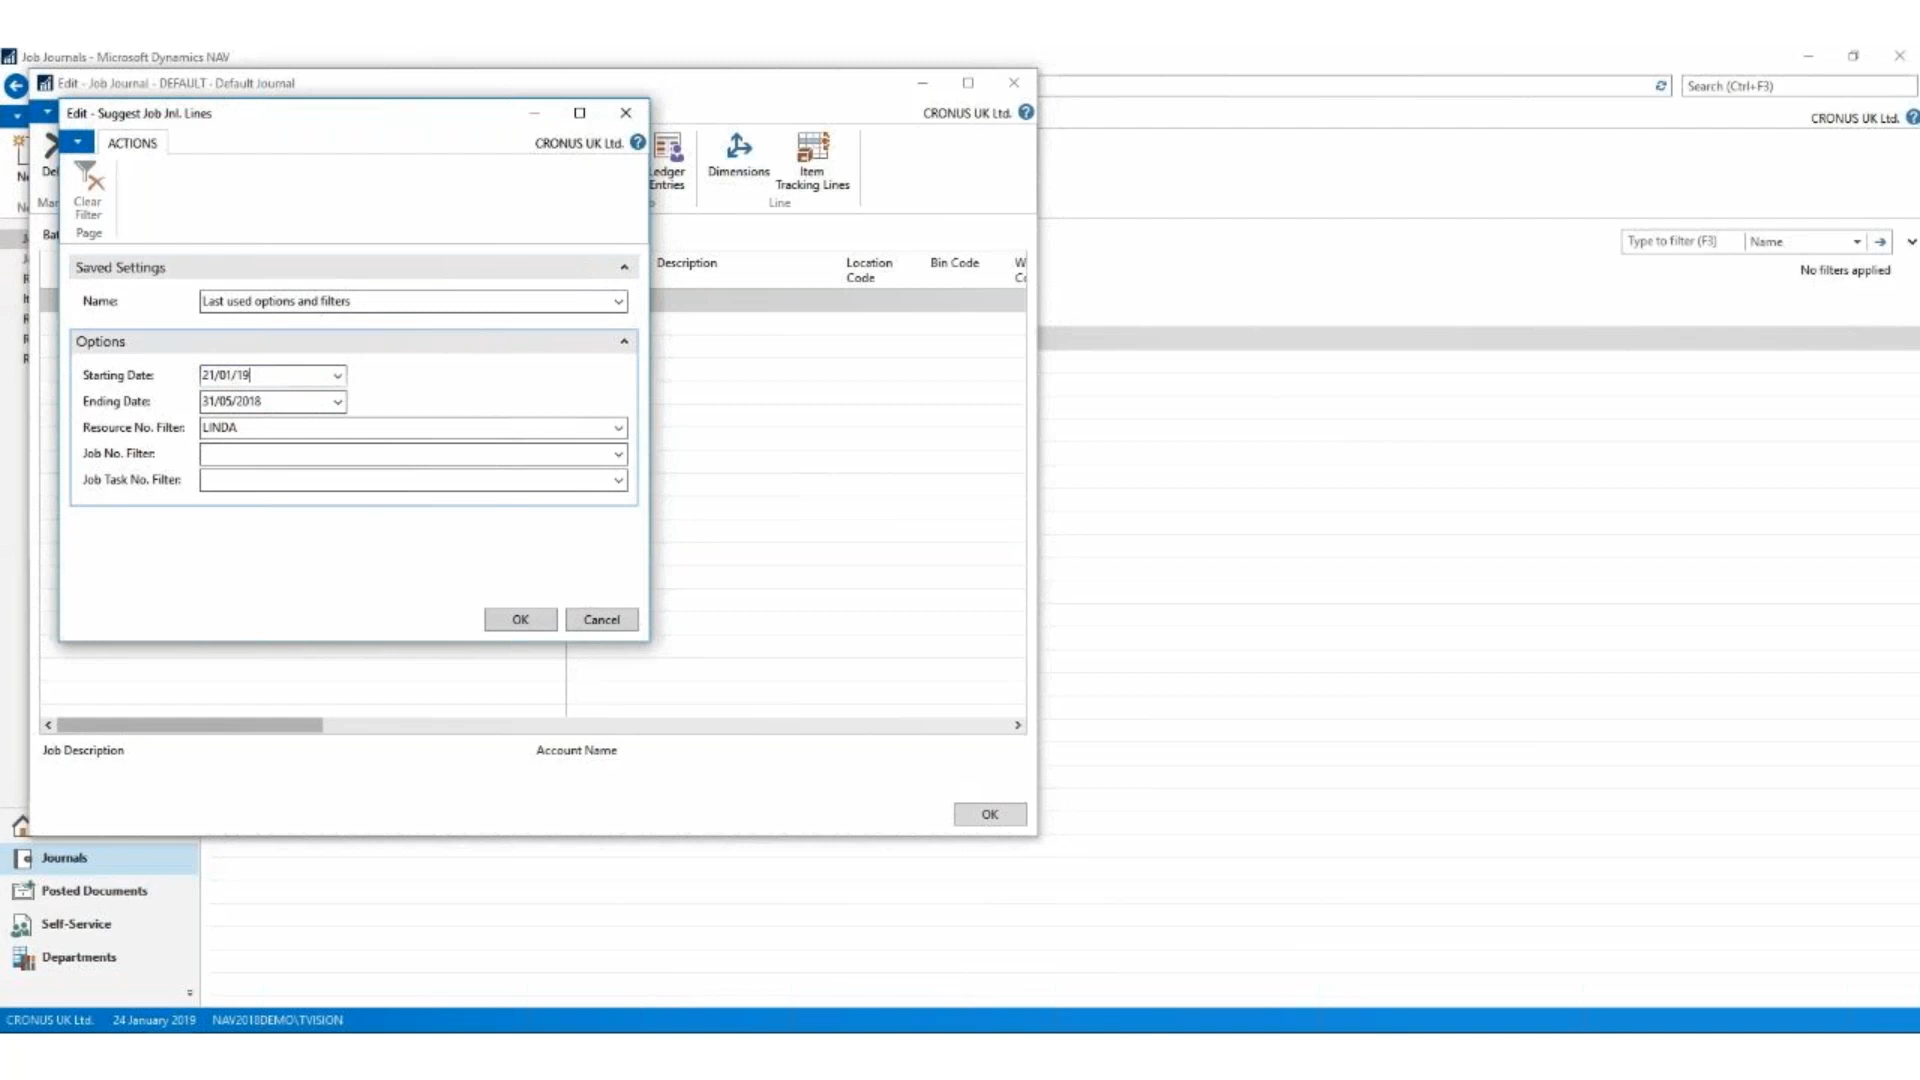 Job Journals - Microsoft Dynamics NAV
Edit - Job Journal - DEFAULT - Default Journal
Search (Ctrl+F3)
Edit - Suggest Job Jnl. Lines
CRONUS UK Ltd.
CRONUS UK Ltd.
ACTIONS
CRONUS UK Ltd.
Clear
Filter
Page
Ledger
Entries
Dimensions
Item
Tracking Lines
Line
Type to filter (F3)
Name
No filters applied
Saved Settings
Name:
Last used options and filters
Description
Location
Code
Bin Code
Options
Starting Date:
21/01/19
Ending Date:
31/05/2018
Resource No. Filter:
LINDA
Job No. Filter:
Job Task No. Filter:
OK
Cancel
Job Description
Account Name
OK
Journals
Posted Documents
Self-Service
Departments
CRONUS UK Ltd.
24 January 2019
NAV2018DEMO\TVISION